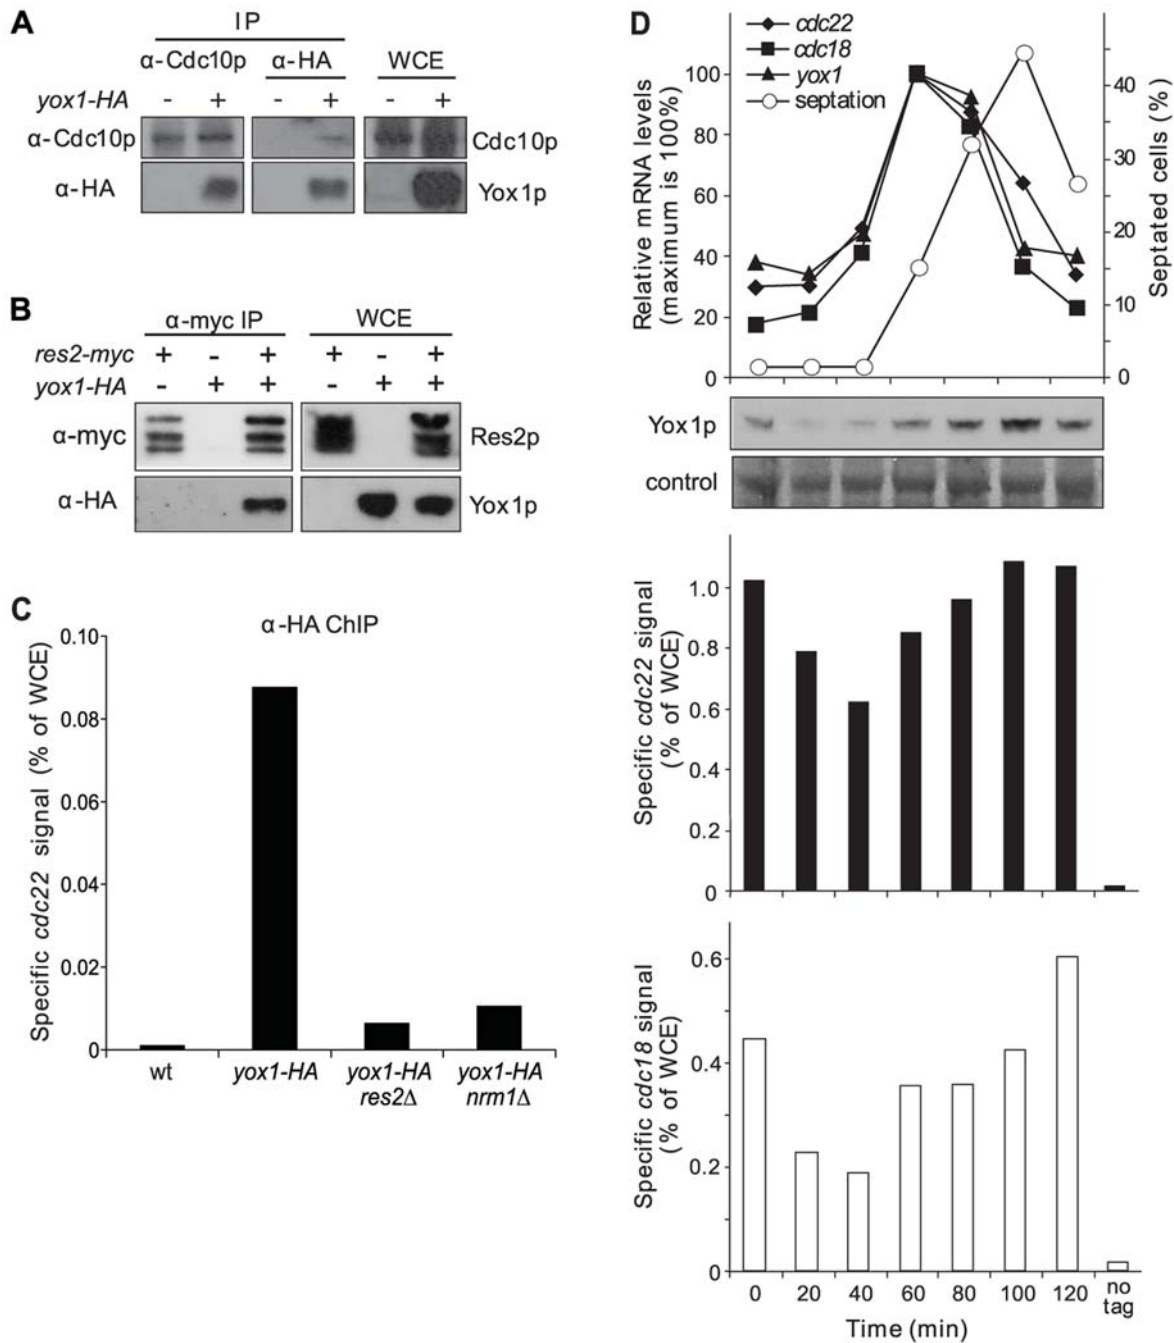 A
IP
α-Cdc10p α-HA WCE
yox1-HA - + - + - +
α-Cdc10p Cdc10p
α-HA Yox1p
B
α-myc IP WCE
res2-myc + - + + - +
yox1-HA - + + - + +
α-myc Res2p
α-HA Yox1p
C
α-HA ChIP
Specific cdc22 signal (% of WCE)
0.10
0.08
0.06
0.04
0.02
0
wt yox1-HA yox1-HA yox1-HA
res2Δ nrm1Δ
D
cdc22
cdc18
yox1
septation
Relative mRNA levels
(maximum is 100%)
100
80
60
40
20
0
Septated cells (%)
40
30
20
10
0
Yox1p
control
Specific cdc22 signal
(% of WCE)
1.0
0.8
0.6
0.4
0.2
0
Specific cdc18 signal
(% of WCE)
0.6
0.4
0.2
0
0 20 40 60 80 100 120 no
tag
Time (min)